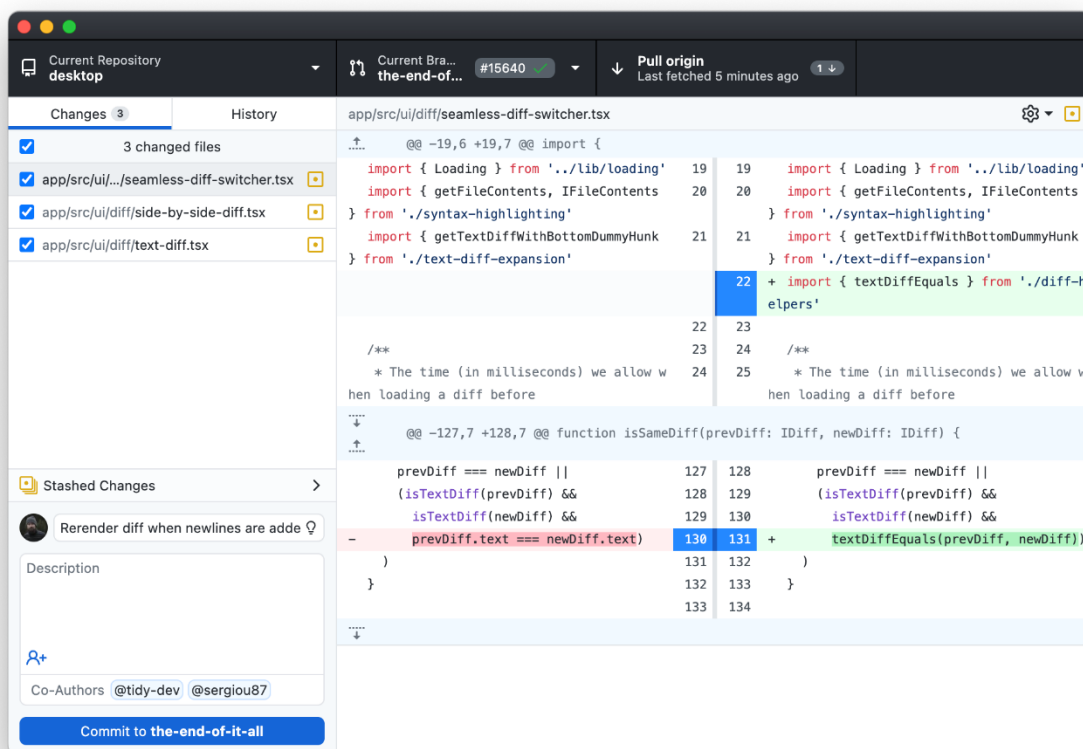 Current Repository
desktop
Current Bra...
the-end-of...
#15640
Pull origin
Last fetched 5 minutes ago
1
Changes 3
History
3 changed files
app/src/ui/.../seamless-diff-switcher.tsx
app/src/ui/diff/side-by-side-diff.tsx
app/src/ui/diff/text-diff.tsx
Stashed Changes
Rerender diff when newlines are adde
Description
Co-Authors @tidy-dev @sergiou87
Commit to the-end-of-it-all
app/src/ui/diff/seamless-diff-switcher.tsx
@@ -19,6 +19,7 @@ import {
import { Loading } from '../lib/loading' 19 19 import { Loading } from '../lib/loading'
import { getFileContents, IFileContents 20 20 import { getFileContents, IFileContents
} from './syntax-highlighting' } from './syntax-highlighting'
import { getTextDiffWithBottomDummyHunk 21 21 import { getTextDiffWithBottomDummyHunk
} from './text-diff-expansion' } from './text-diff-expansion'
22 + import { textDiffEquals } from './diff-h
elpers'
22 23
/** 23 24 /**
* The time (in milliseconds) we allow w 24 25 * The time (in milliseconds) we allow w
hen loading a diff before hen loading a diff before
@@ -127,7 +128,7 @@ function isSameDiff(prevDiff: IDiff, newDiff: IDiff) {
prevDiff === newDiff || 127 128 prevDiff === newDiff ||
(isTextDiff(prevDiff) && 128 129 (isTextDiff(prevDiff) &&
isTextDiff(newDiff) && 129 130 isTextDiff(newDiff) &&
- prevDiff.text === newDiff.text) 130 131 + textDiffEquals(prevDiff, newDiff))
) 131 132 )
} 132 133 }
133 134